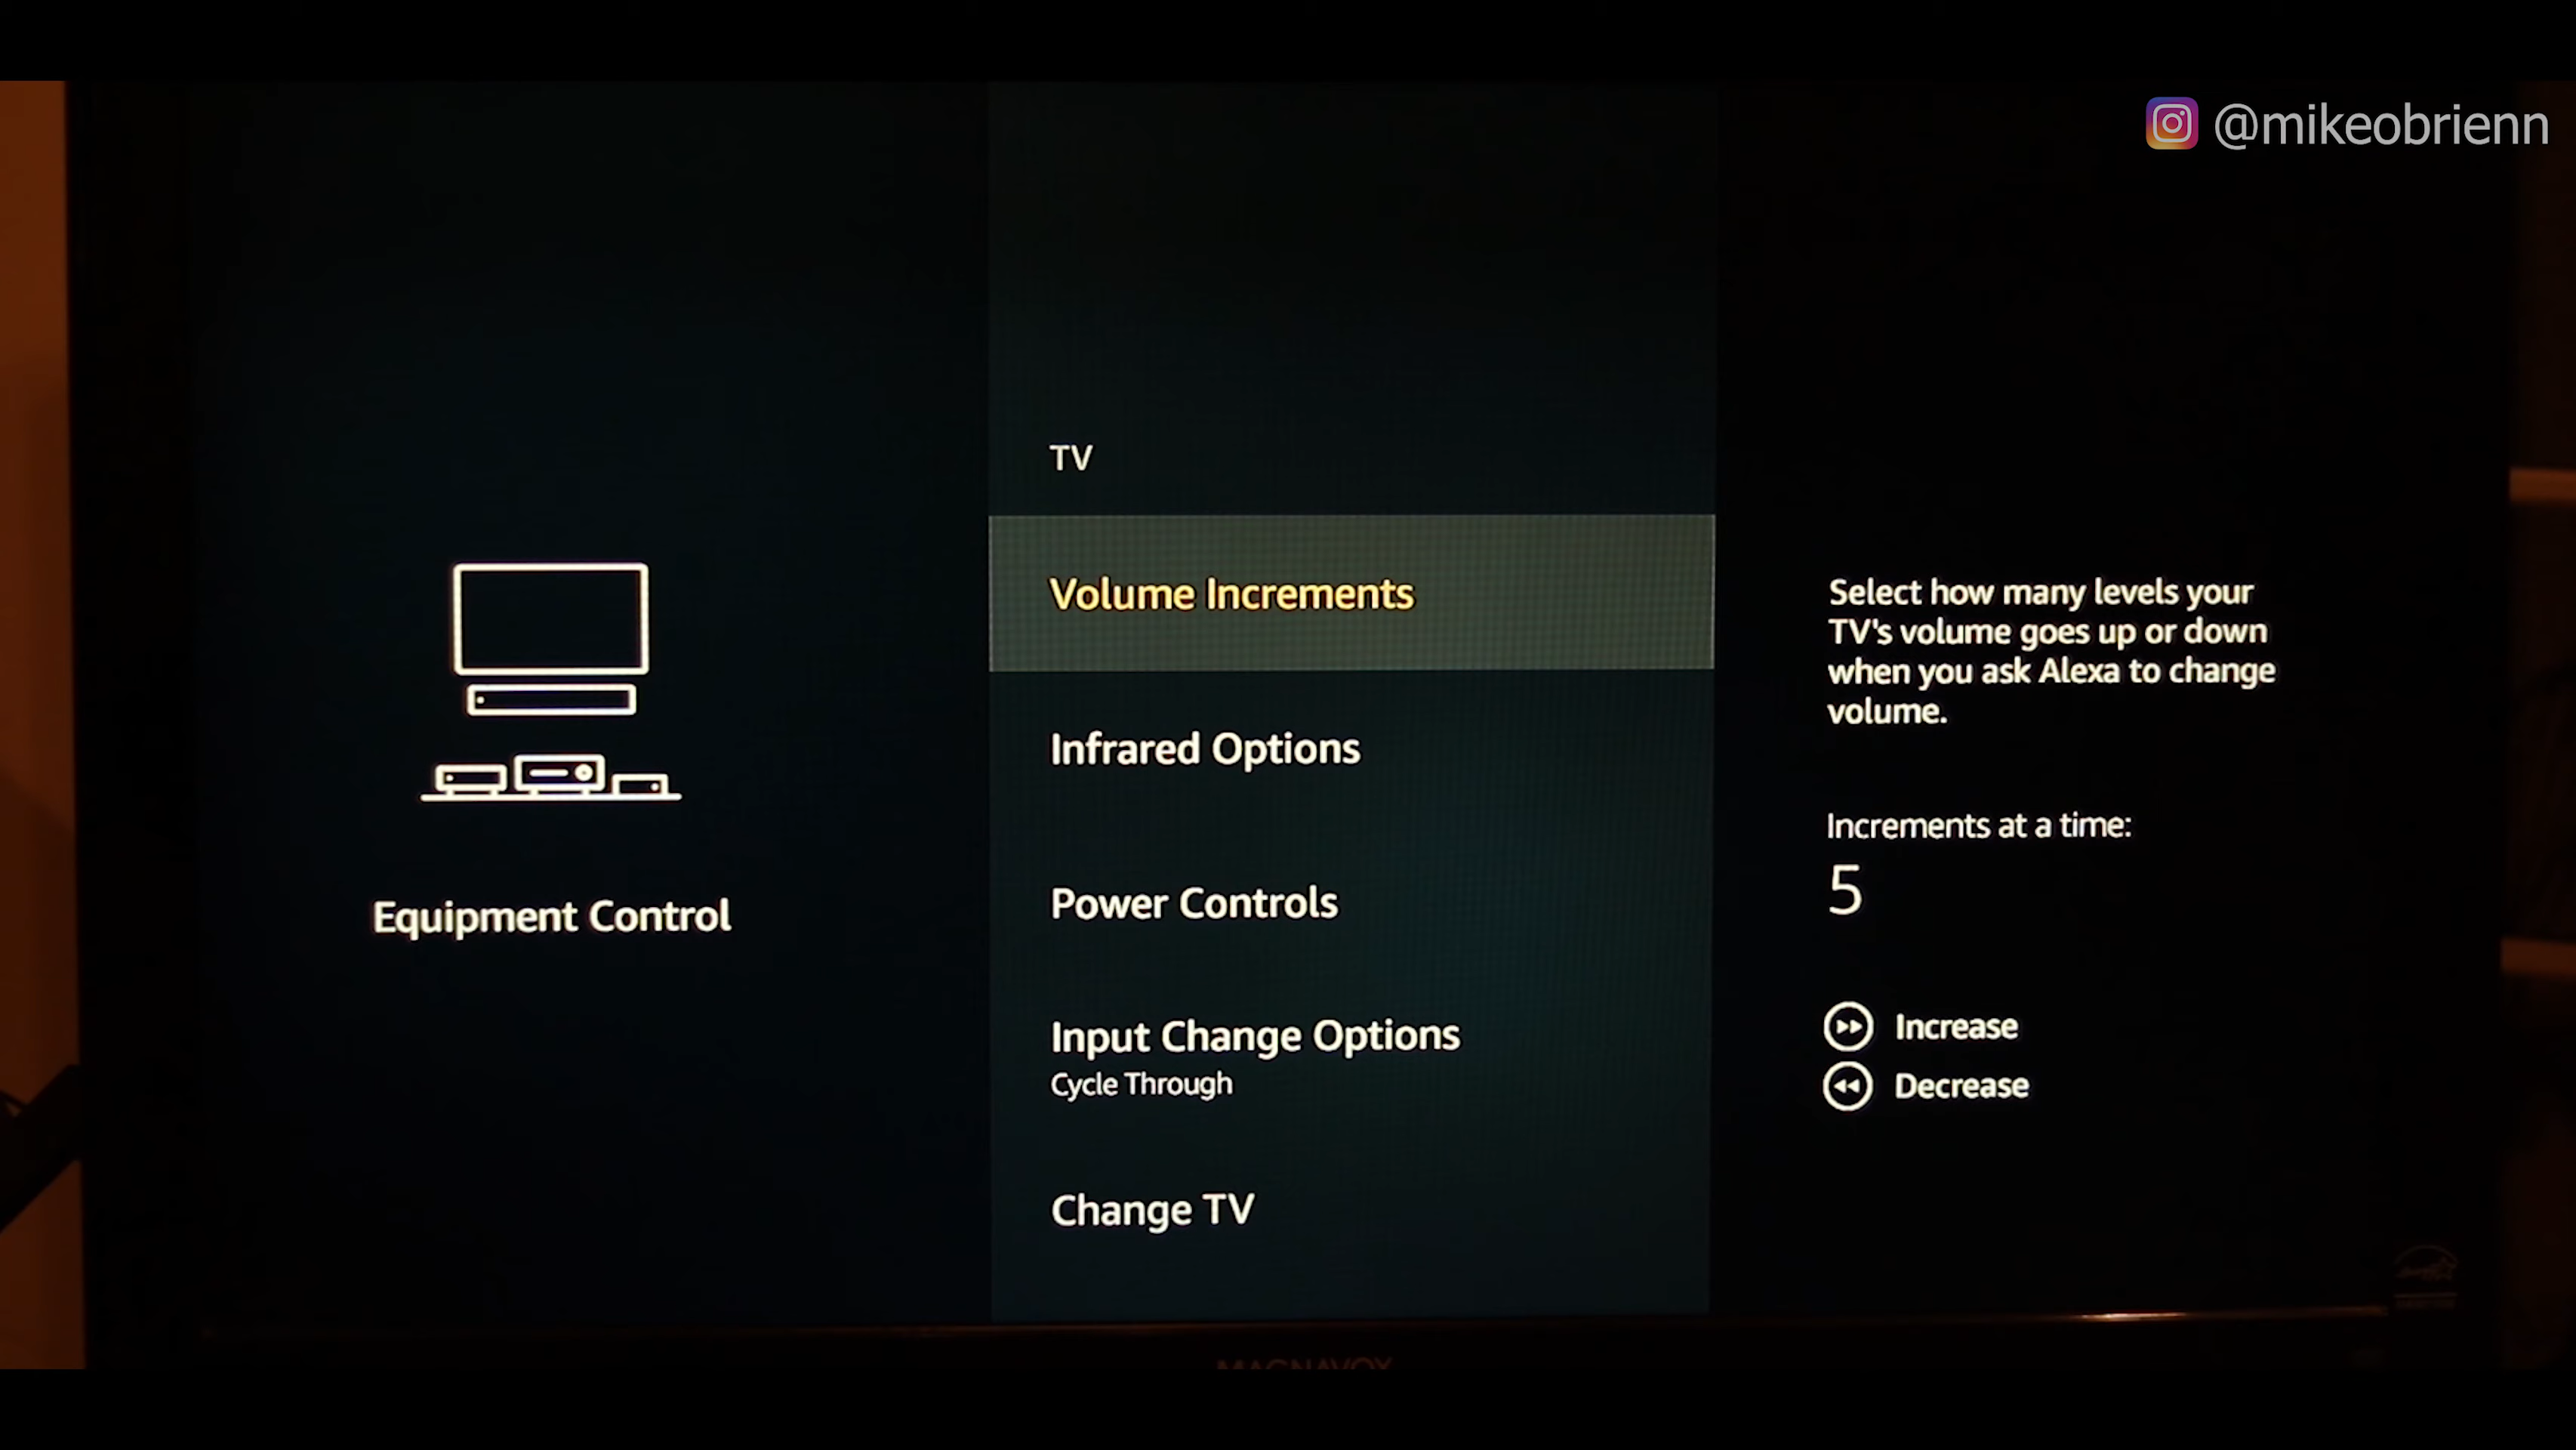 @mikeobrienn
TV
Volume Increments
Infrared Options
Power Controls
Input Change Options
Cycle Through
Change TV
Equipment Control
Select how many levels your
TV's volume goes up or down
when you ask Alexa to change
volume.
Increments at a time:
5
Increase
Decrease
MAGNAVOX